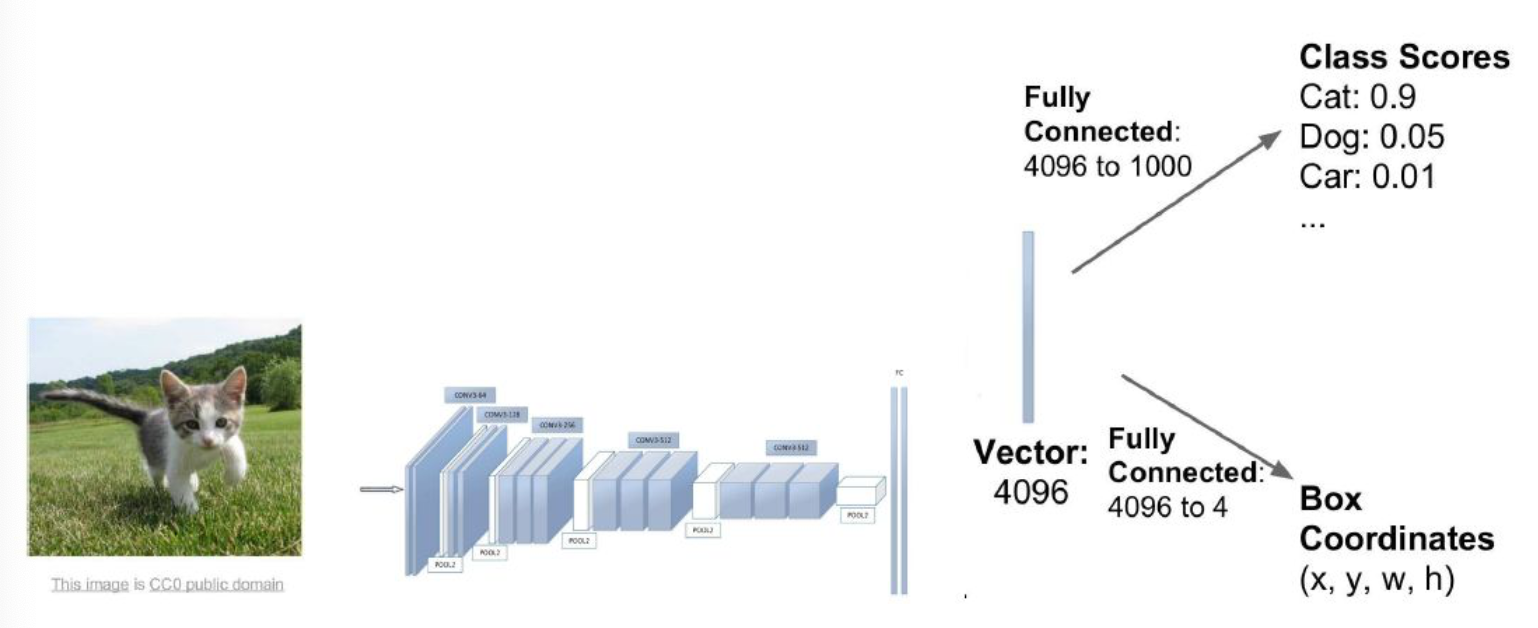 This image is CC0 public domain
CONV3-64
CONV3-128
CONV3-256
CONV3-512
CONV3-512
POOL2
POOL2
POOL2
POOL2
POOL2
FC
Fully
Connected:
4096 to 1000
Vector:
4096
Fully
Connected:
4096 to 4
Class Scores
Cat: 0.9
Dog: 0.05
Car: 0.01
...
Box
Coordinates
(x, y, w, h)